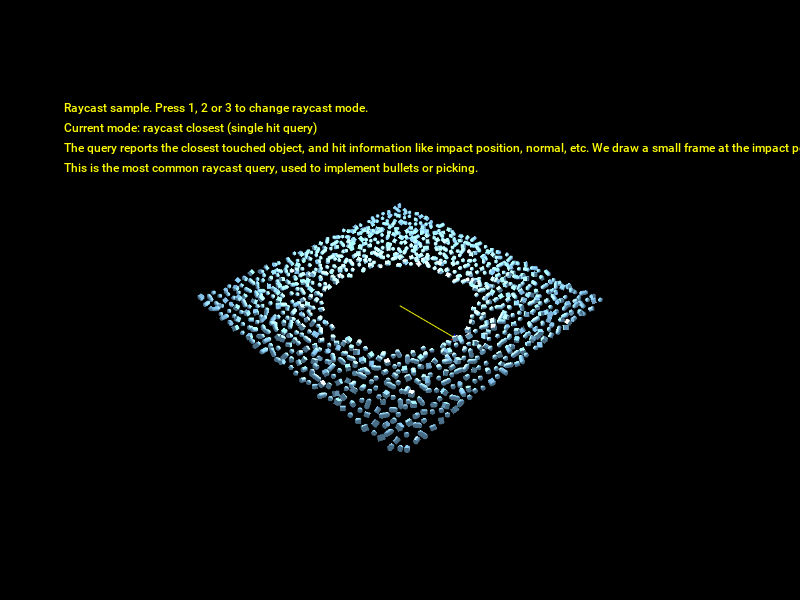 Raycast sample. Press 1, 2 or 3 to change raycast mode.
Current mode: raycast closest (single hit query)
The query reports the closest touched object, and hit information like impact position, normal, etc. We draw a small frame at the impact
This is the most common raycast query, used to implement bullets or picking.